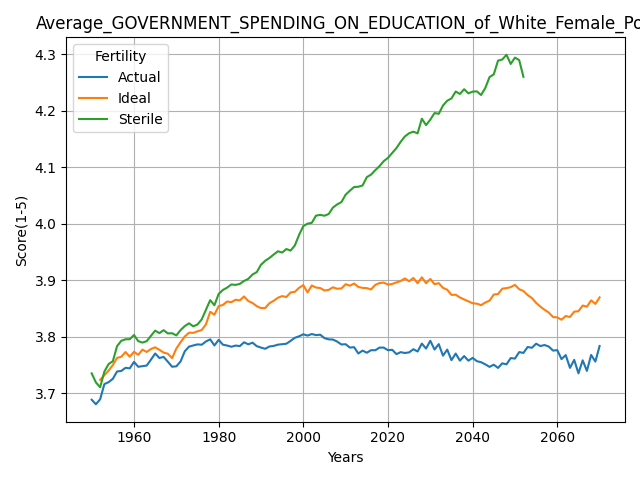 Average_GOVERNMENT_SPENDING_ON_EDUCATION_of_White_Female_Po
Fertility
Actual
Ideal
Sterile
4.3
4.2
4.1
4.0
3.9
3.8
3.7
Score(1-5)
1960 1980 2000 2020 2040 2060
Years